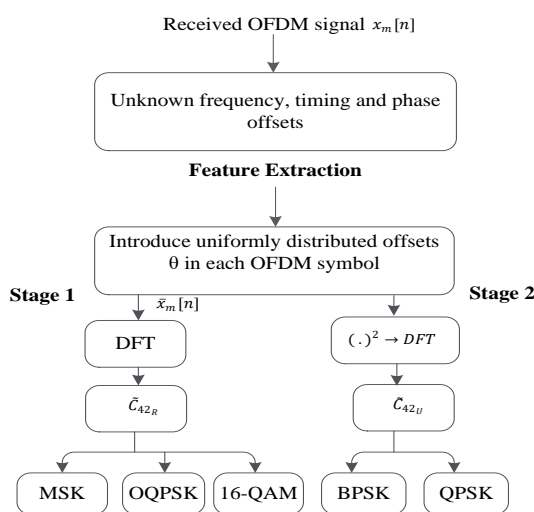 Received OFDM signal x_m[n]
Unknown frequency, timing and phase
offsets
Feature Extraction
Introduce uniformly distributed offsets
θ in each OFDM symbol
Stage 1
x̄_m[n]
Stage 2
DFT
(.)² → DFT
C̃_42_R
C̃_42_U
MSK
OQPSK
16-QAM
BPSK
QPSK